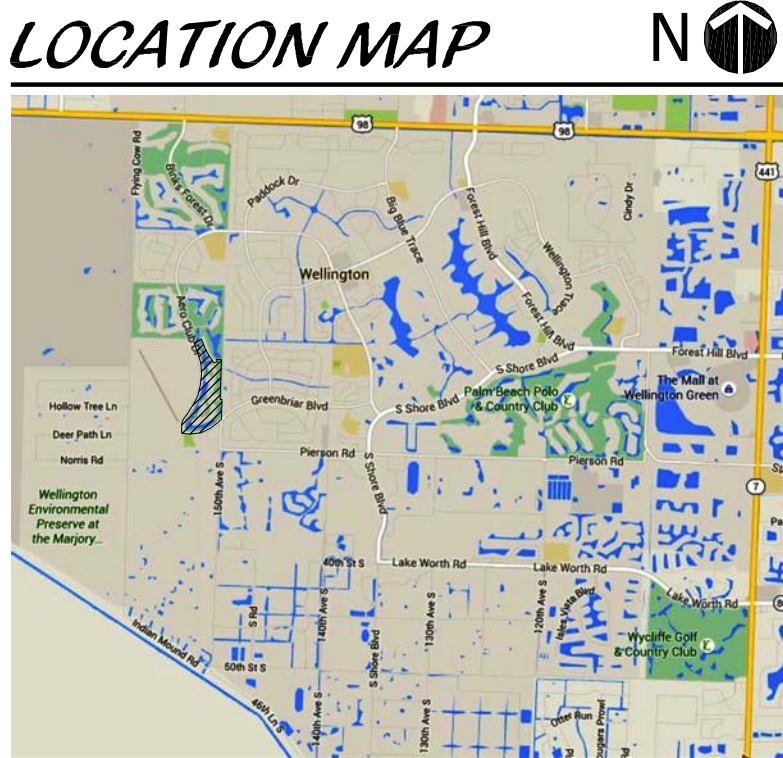 LOCATION MAP
N
98
98
441
Flying Cow Rd
Binks Forest Dr
Paddock Dr
Big Blue Trace
Forest Hill Blvd
Cindy Dr
Wellington
Wellington Trace
Aero Club Dr
Forest Hill Blvd
Forest Hill Blvd
S Shore Blvd
The Mall at
Wellington Green
Palm Beach Polo
& Country Club
Hollow Tree Ln
Greenbriar Blvd
S Shore Blvd
Deer Path Ln
Norris Rd
Pierson Rd
Pierson Rd
S Shore Blvd
150th Ave S
7
Wellington
Environmental
Preserve at
the Marjory...
40th St S
Lake Worth Rd
Lake Worth Rd
Lake Worth Rd
S Rd
140th Ave S
130th Ave S
120th Ave S
Isles Vista Blvd
Indian Mound Rd
S Shore Blvd
Wycliffe Golf
& Country Club
50th St S
46th Ln S
140th Ave S
130th Ave S
Otter Run
ougars Prowl
Rd
Rd